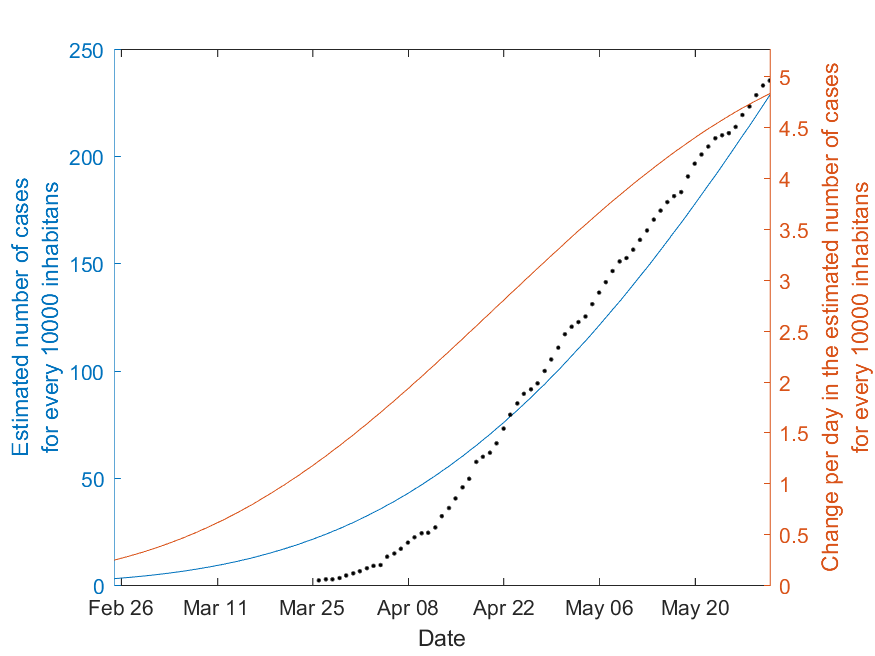 250
200
150
100
50
0
Estimated number of cases
for every 10000 inhabitans
5
4.5
4
3.5
3
2.5
2
1.5
1
0.5
0
Change per day in the estimated number of cases
for every 10000 inhabitans
Feb 26 Mar 11 Mar 25 Apr 08 Apr 22 May 06 May 20
Date